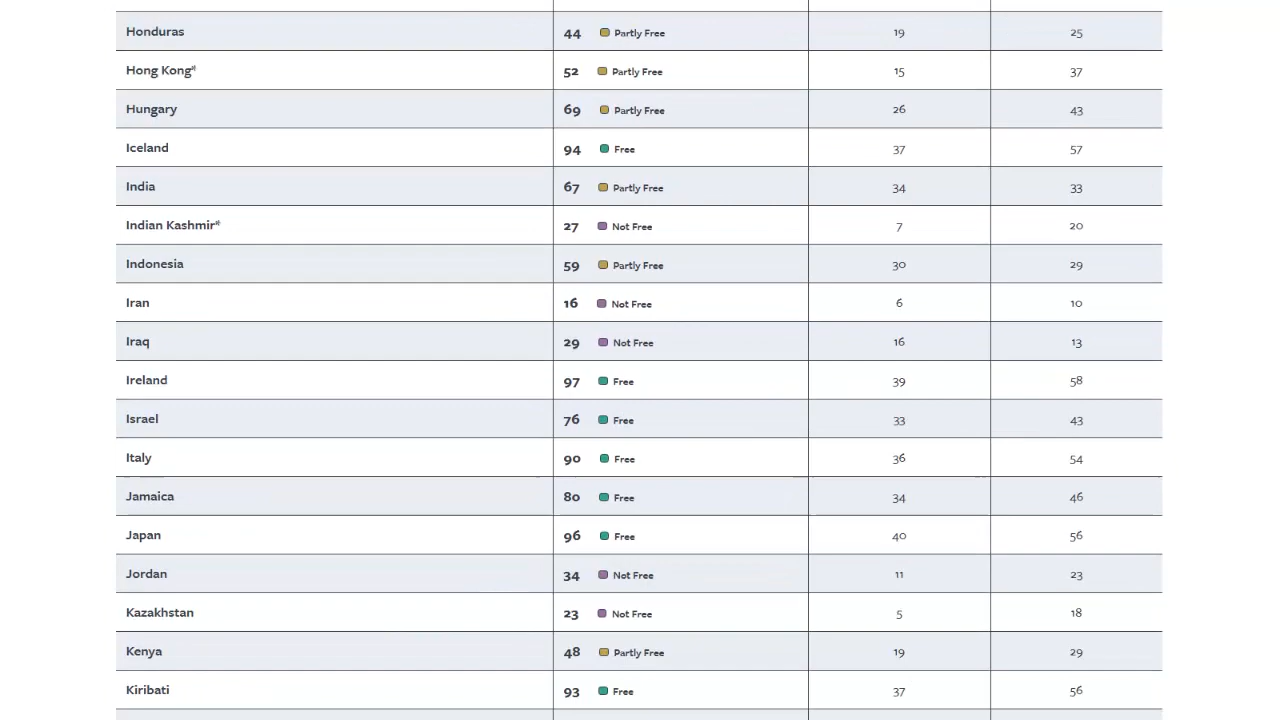 Honduras 44 Partly Free 19 25
Hong Kong* 52 Partly Free 15 37
Hungary 69 Partly Free 26 43
Iceland 94 Free 37 57
India 67 Partly Free 34 33
Indian Kashmir* 27 Not Free 7 20
Indonesia 59 Partly Free 30 29
Iran 16 Not Free 6 10
Iraq 29 Not Free 16 13
Ireland 97 Free 39 58
Israel 76 Free 33 43
Italy 90 Free 36 54
Jamaica 80 Free 34 46
Japan 96 Free 40 56
Jordan 34 Not Free 11 23
Kazakhstan 23 Not Free 5 18
Kenya 48 Partly Free 19 29
Kiribati 93 Free 37 56